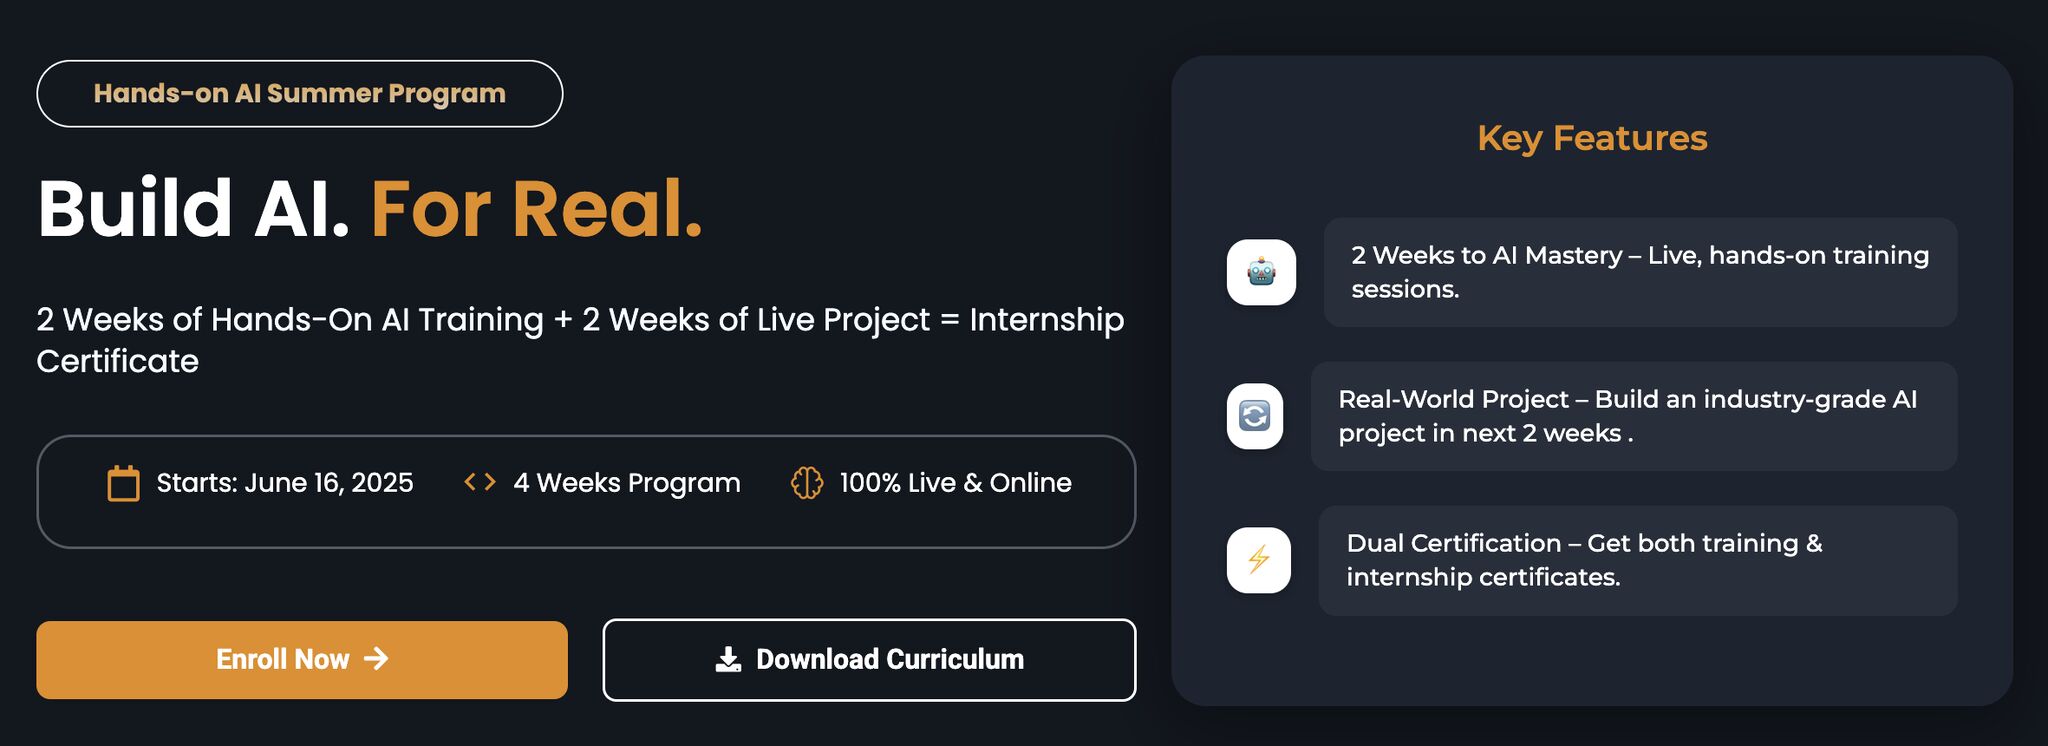 Hands-on AI Summer Program
Build AI. For Real.
2 Weeks of Hands-On AI Training + 2 Weeks of Live Project = Internship
Certificate
Starts: June 16, 2025
4 Weeks Program
100% Live & Online
Enroll Now
Download Curriculum
Key Features
2 Weeks to AI Mastery – Live, hands-on training
sessions.
Real-World Project – Build an industry-grade AI
project in next 2 weeks .
Dual Certification – Get both training &
internship certificates.